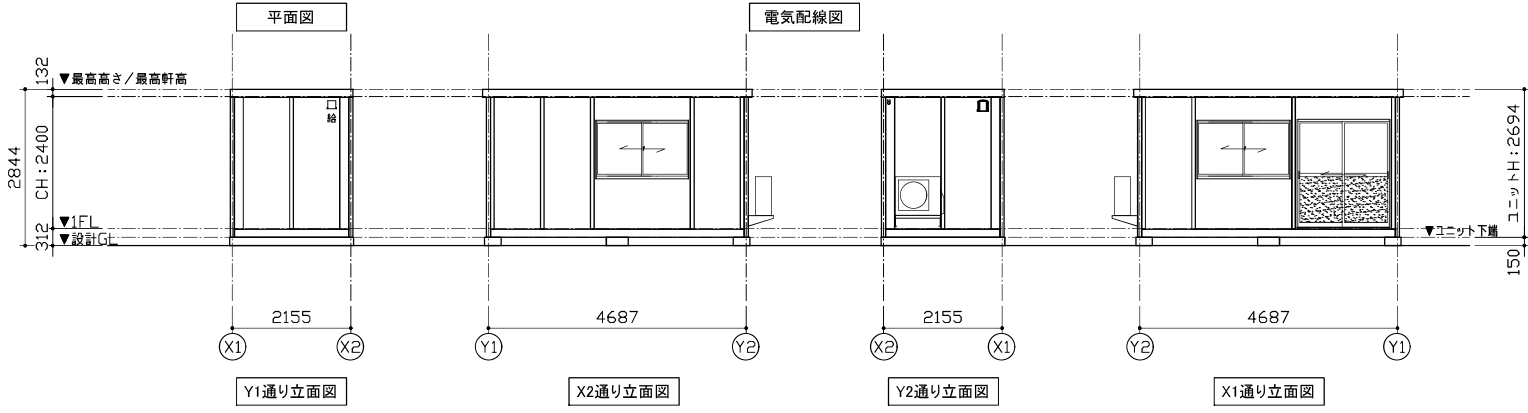 平面図
電気配線図
▼最高高さ/最高軒高
132
CH:2400
2844
312
▼1FL
▼設計GL
給
ユニットH:2694
▼ユニット下端
150
2155
4687
2155
4687
X1
X2
Y1
Y2
X2
X1
Y2
Y1
Y1通り立面図
X2通り立面図
Y2通り立面図
X1通り立面図